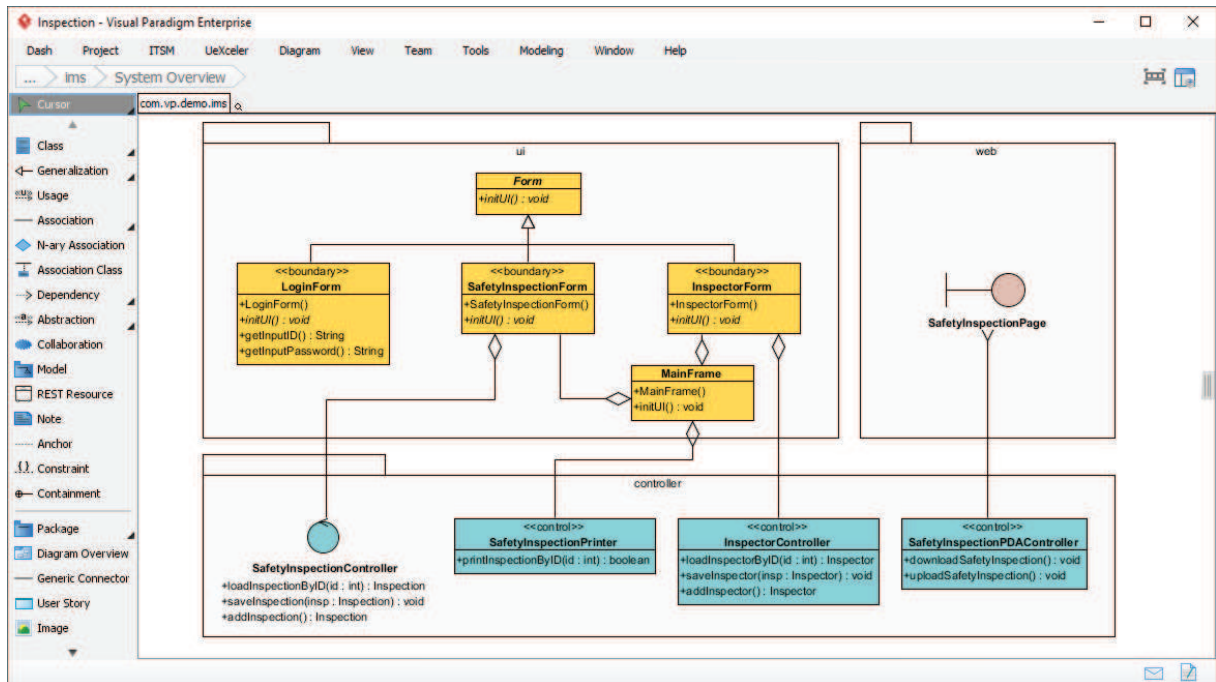 Inspection - Visual Paradigm Enterprise
Dash Project ITSM UeXceler Diagram View Team Tools Modeling Window Help
... Ims System Overview
Cursor
com.vp.demo.ims
Class
Generalization
Usage
Association
N-ary Association
Association Class
Dependency
Abstraction
Collaboration
Model
REST Resource
Note
Anchor
Constraint
Containment
Package
Diagram Overview
Generic Connector
User Story
Image
ui
Form
+initUI() : void
<<boundary>>
LoginForm
+LoginForm()
+initUI() : void
+getInputID() : String
+getInputPassword() : String
<<boundary>>
SafetyInspectionForm
+SafetyInspectionForm()
+initUI() : void
<<boundary>>
InspectorForm
+InspectorForm()
+initUI() : void
MainFrame
+MainFrame()
+initUI() : void
web
SafetyInspectionPage
controller
SafetyInspectionController
+loadInspectionByID(id : int) : Inspection
+saveInspection(insp : Inspection) : void
+addInspection() : Inspection
<<control>>
SafetyInspectionPrinter
+printInspectionByID(id : int) : boolean
<<control>>
InspectorController
+loadInspectorByID(id : int) : Inspector
+saveInspector(insp : Inspector) : void
+addInspector() : Inspector
<<control>>
SafetyInspectionPDAController
+downloadSafetyInspection() : void
+uploadSafetyInspection() : void